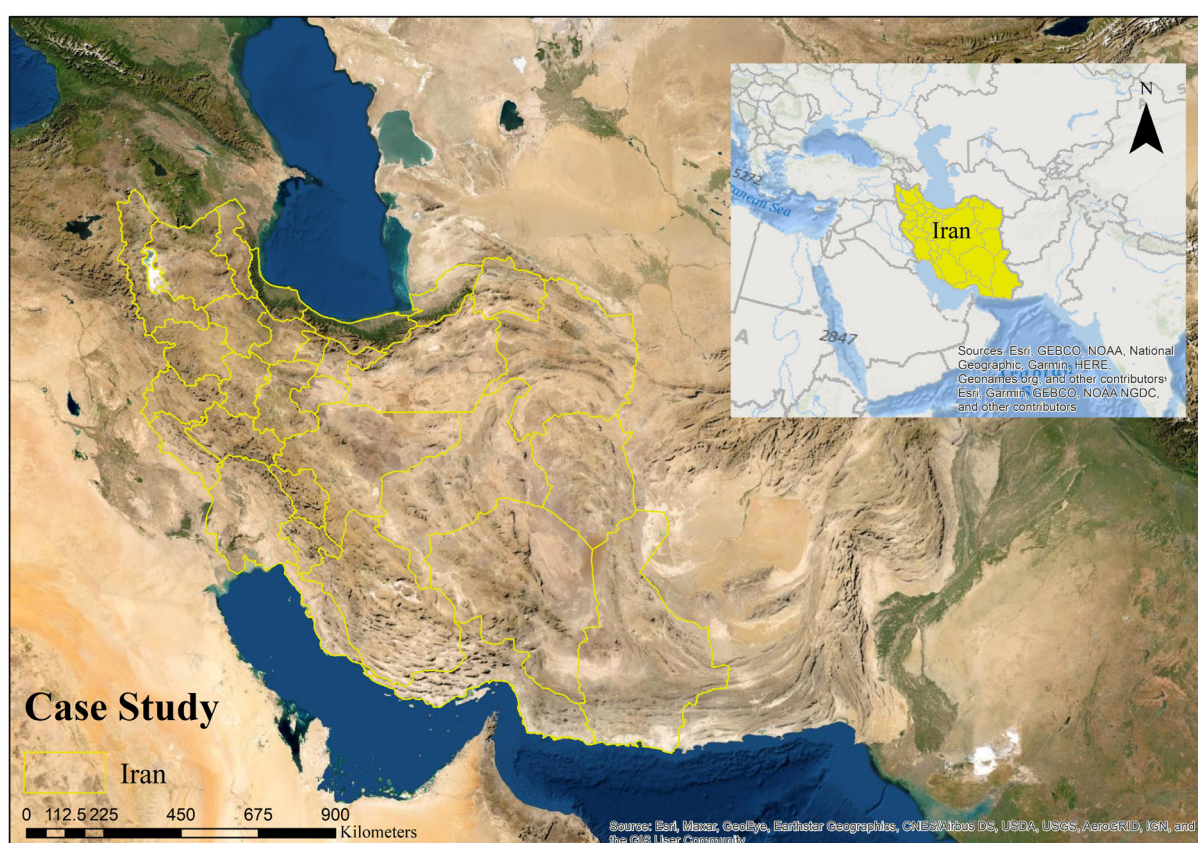 N
5272
ranean Sea
Iran
A
2847
Sources: Esri, GEBCO, NOAA, National
Geographic, Garmin, HERE,
Geonames.org, and other contributors
Esri, Garmin, GEBCO, NOAA NGDC,
and other contributors
Case Study
Iran
0 112.5 225 450 675 900
Kilometers
Source: Esri, Maxar, GeoEye, Earthstar Geographics, CNES/Airbus DS, USDA, USGS, AeroGRID, IGN, and
the GIS User Community